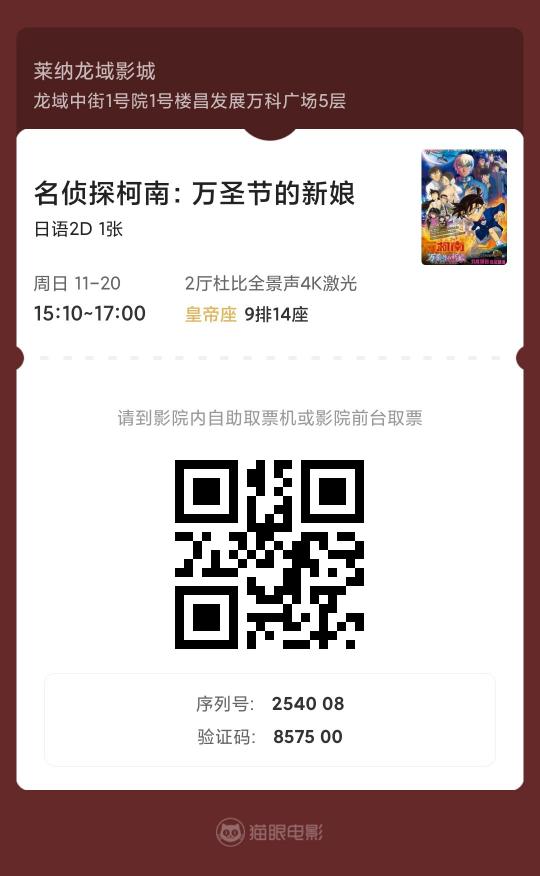 莱纳龙域影城
龙域中街1号院1号楼昌发展万科广场5层
名侦探柯南：万圣节的新娘
日语2D 1张
周日 11-20
2厅杜比全景声4K激光
15:10~17:00
皇帝座 9排14座
请到影院内自助取票机或影院前台取票
序列号: 2540 08
验证码: 8575 00
猫眼电影